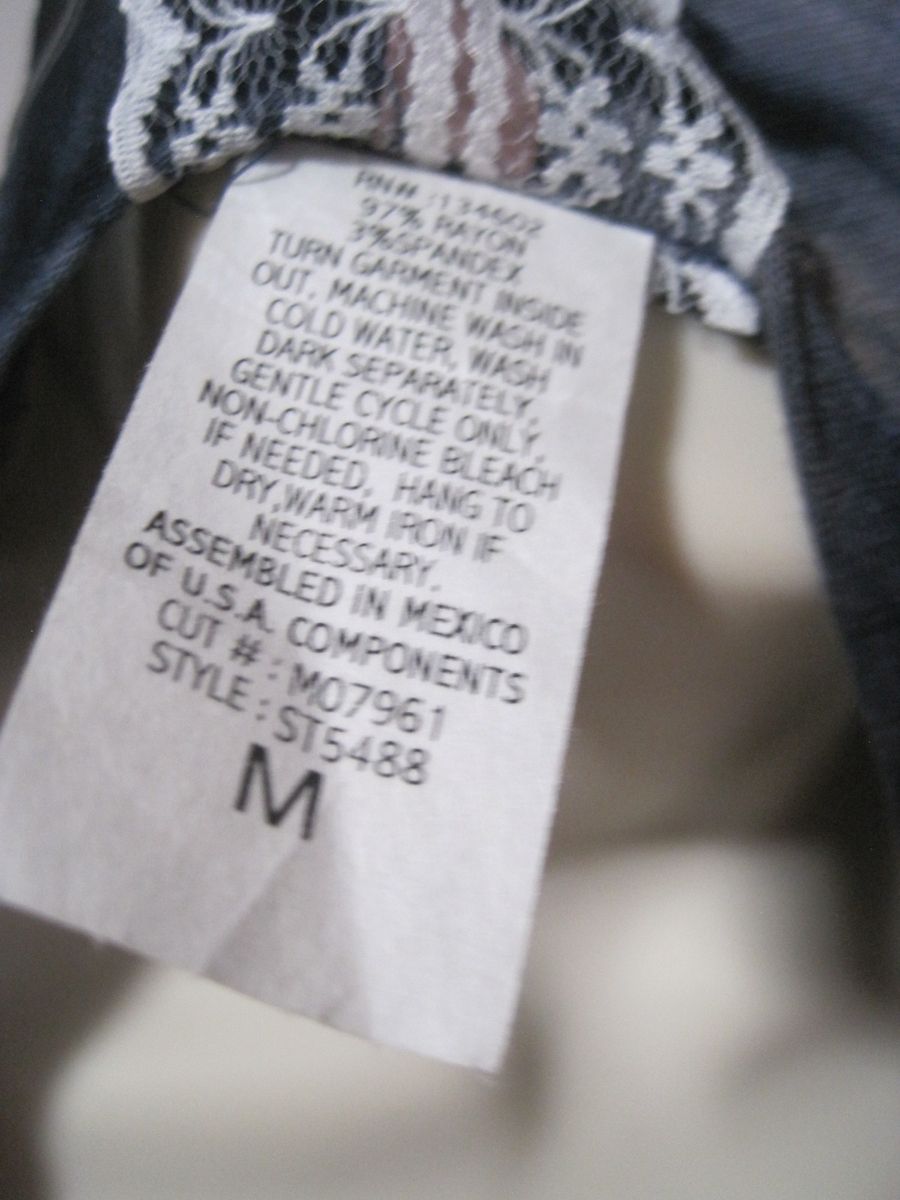 RN# :134602
97% RAYON
3%SPANDEX
TURN GARMENT INSIDE
OUT, MACHINE WASH IN
COLD WATER, WASH
DARK SEPARATELY,
GENTLE CYCLE ONLY,
NON-CHLORINE BLEACH
IF NEEDED, HANG TO
DRY,WARM IRON IF
NECESSARY.
ASSEMBLED IN MEXICO
OF U.S.A. COMPONENTS
CUT # : M07961
STYLE : ST5488
M